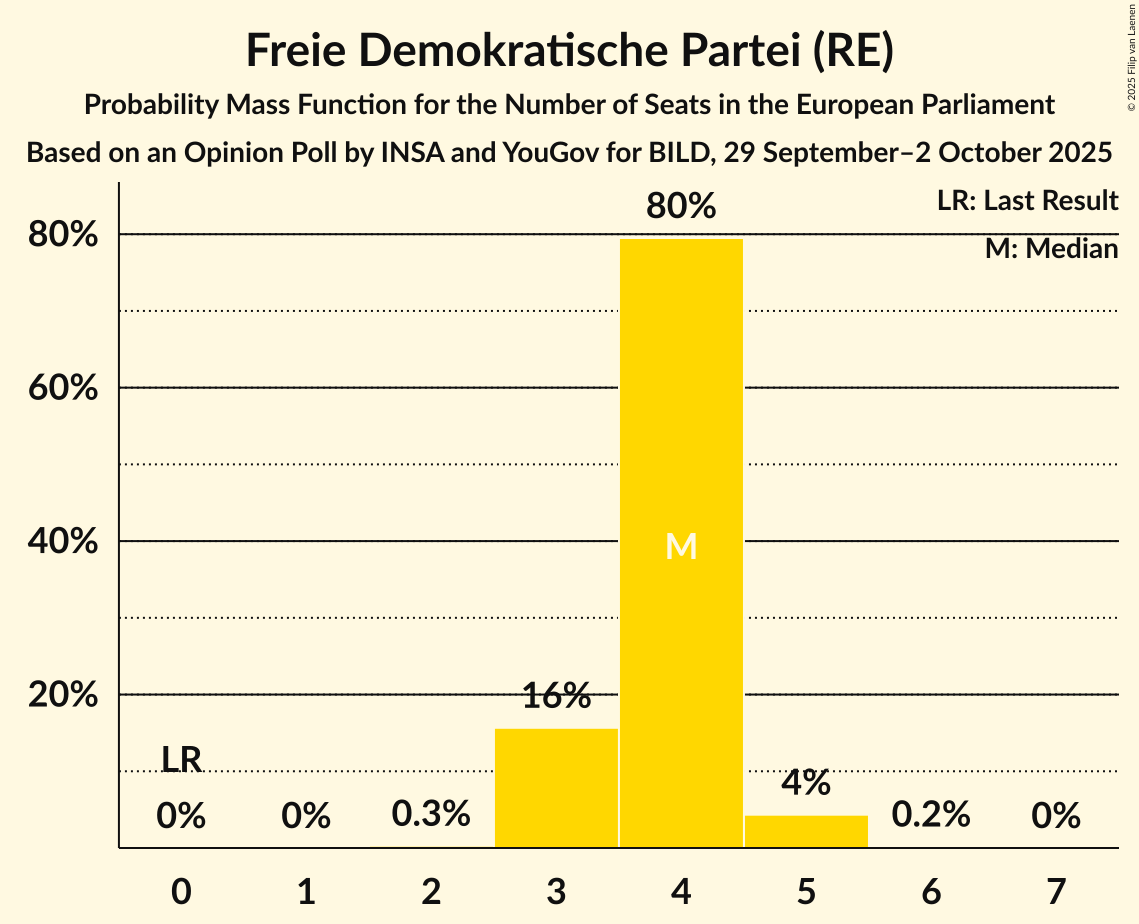 Freie Demokratische Partei (RE)
Probability Mass Function for the Number of Seats in the European Parliament
Based on an Opinion Poll by INSA and YouGov for BILD, 29 September–2 October 2025
© 2025 Filip van Laenen
LR: Last Result
M: Median
80%
60%
40%
20%
LR
0%
0%
0.3%
16%
80%
M
4%
0.2%
0%
0 1 2 3 4 5 6 7